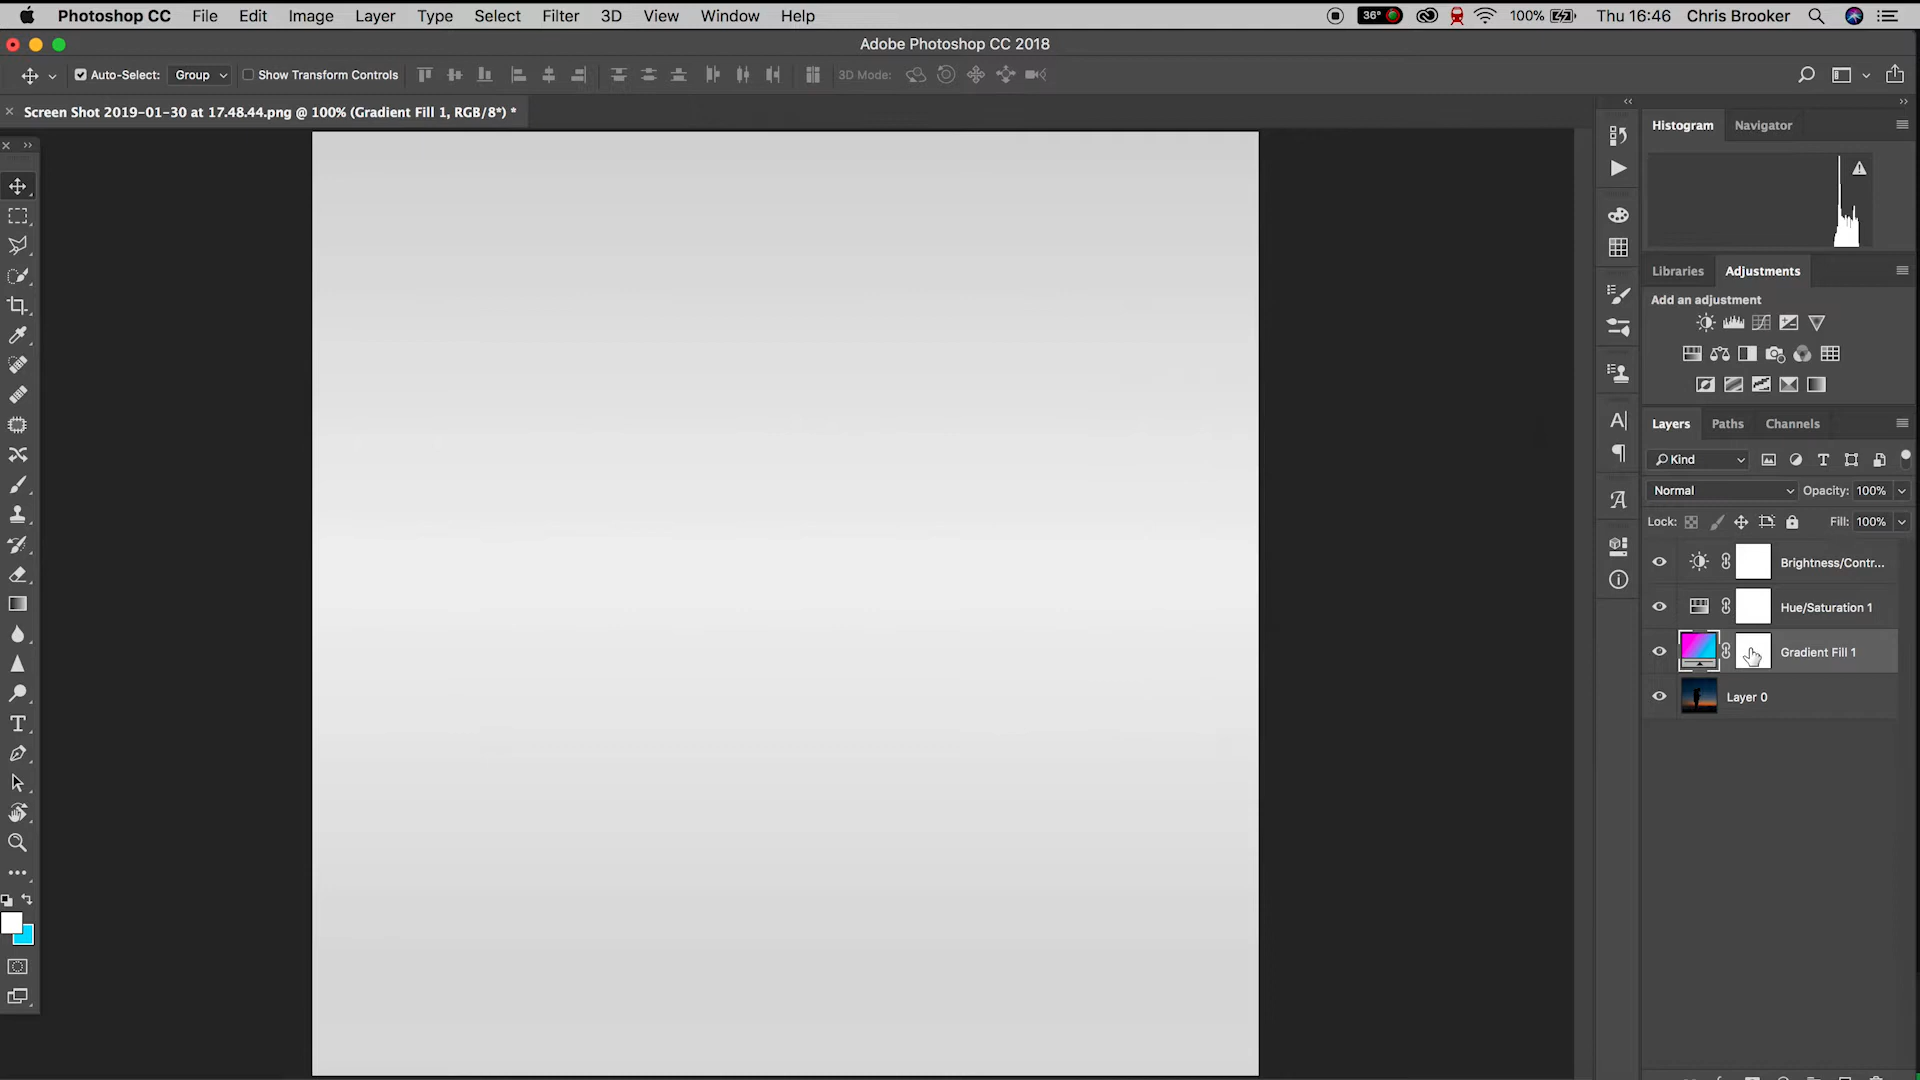 Photoshop CC File Edit Image Layer Type Select Filter 3D View Window Help 36° 100% Thu 16:46 Chris Brooker
Adobe Photoshop CC 2018
Auto-Select: Group Show Transform Controls 3D Mode:
Screen Shot 2019-01-30 at 17.48.44.png @ 100% (Gradient Fill 1, RGB/8*) *
Histogram Navigator
Libraries Adjustments
Add an adjustment
Layers Paths Channels
Kind
Normal Opacity: 100%
Lock: Fill: 100%
Brightness/Contr...
Hue/Saturation 1
Gradient Fill 1
Layer 0